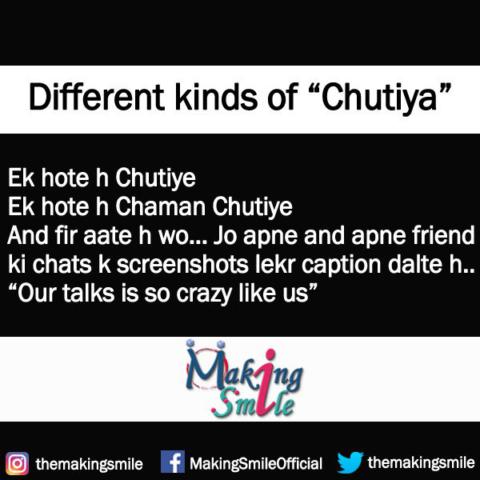 Different kinds of “Chutiya”
Ek hote h Chutiye
Ek hote h Chaman Chutiye
And fir aate h wo... Jo apne and apne friend
ki chats k screenshots lekr caption dalte h..
“Our talks is so crazy like us”
Making
Smile
themakingsmile
MakingSmileOfficial
themakingsmile